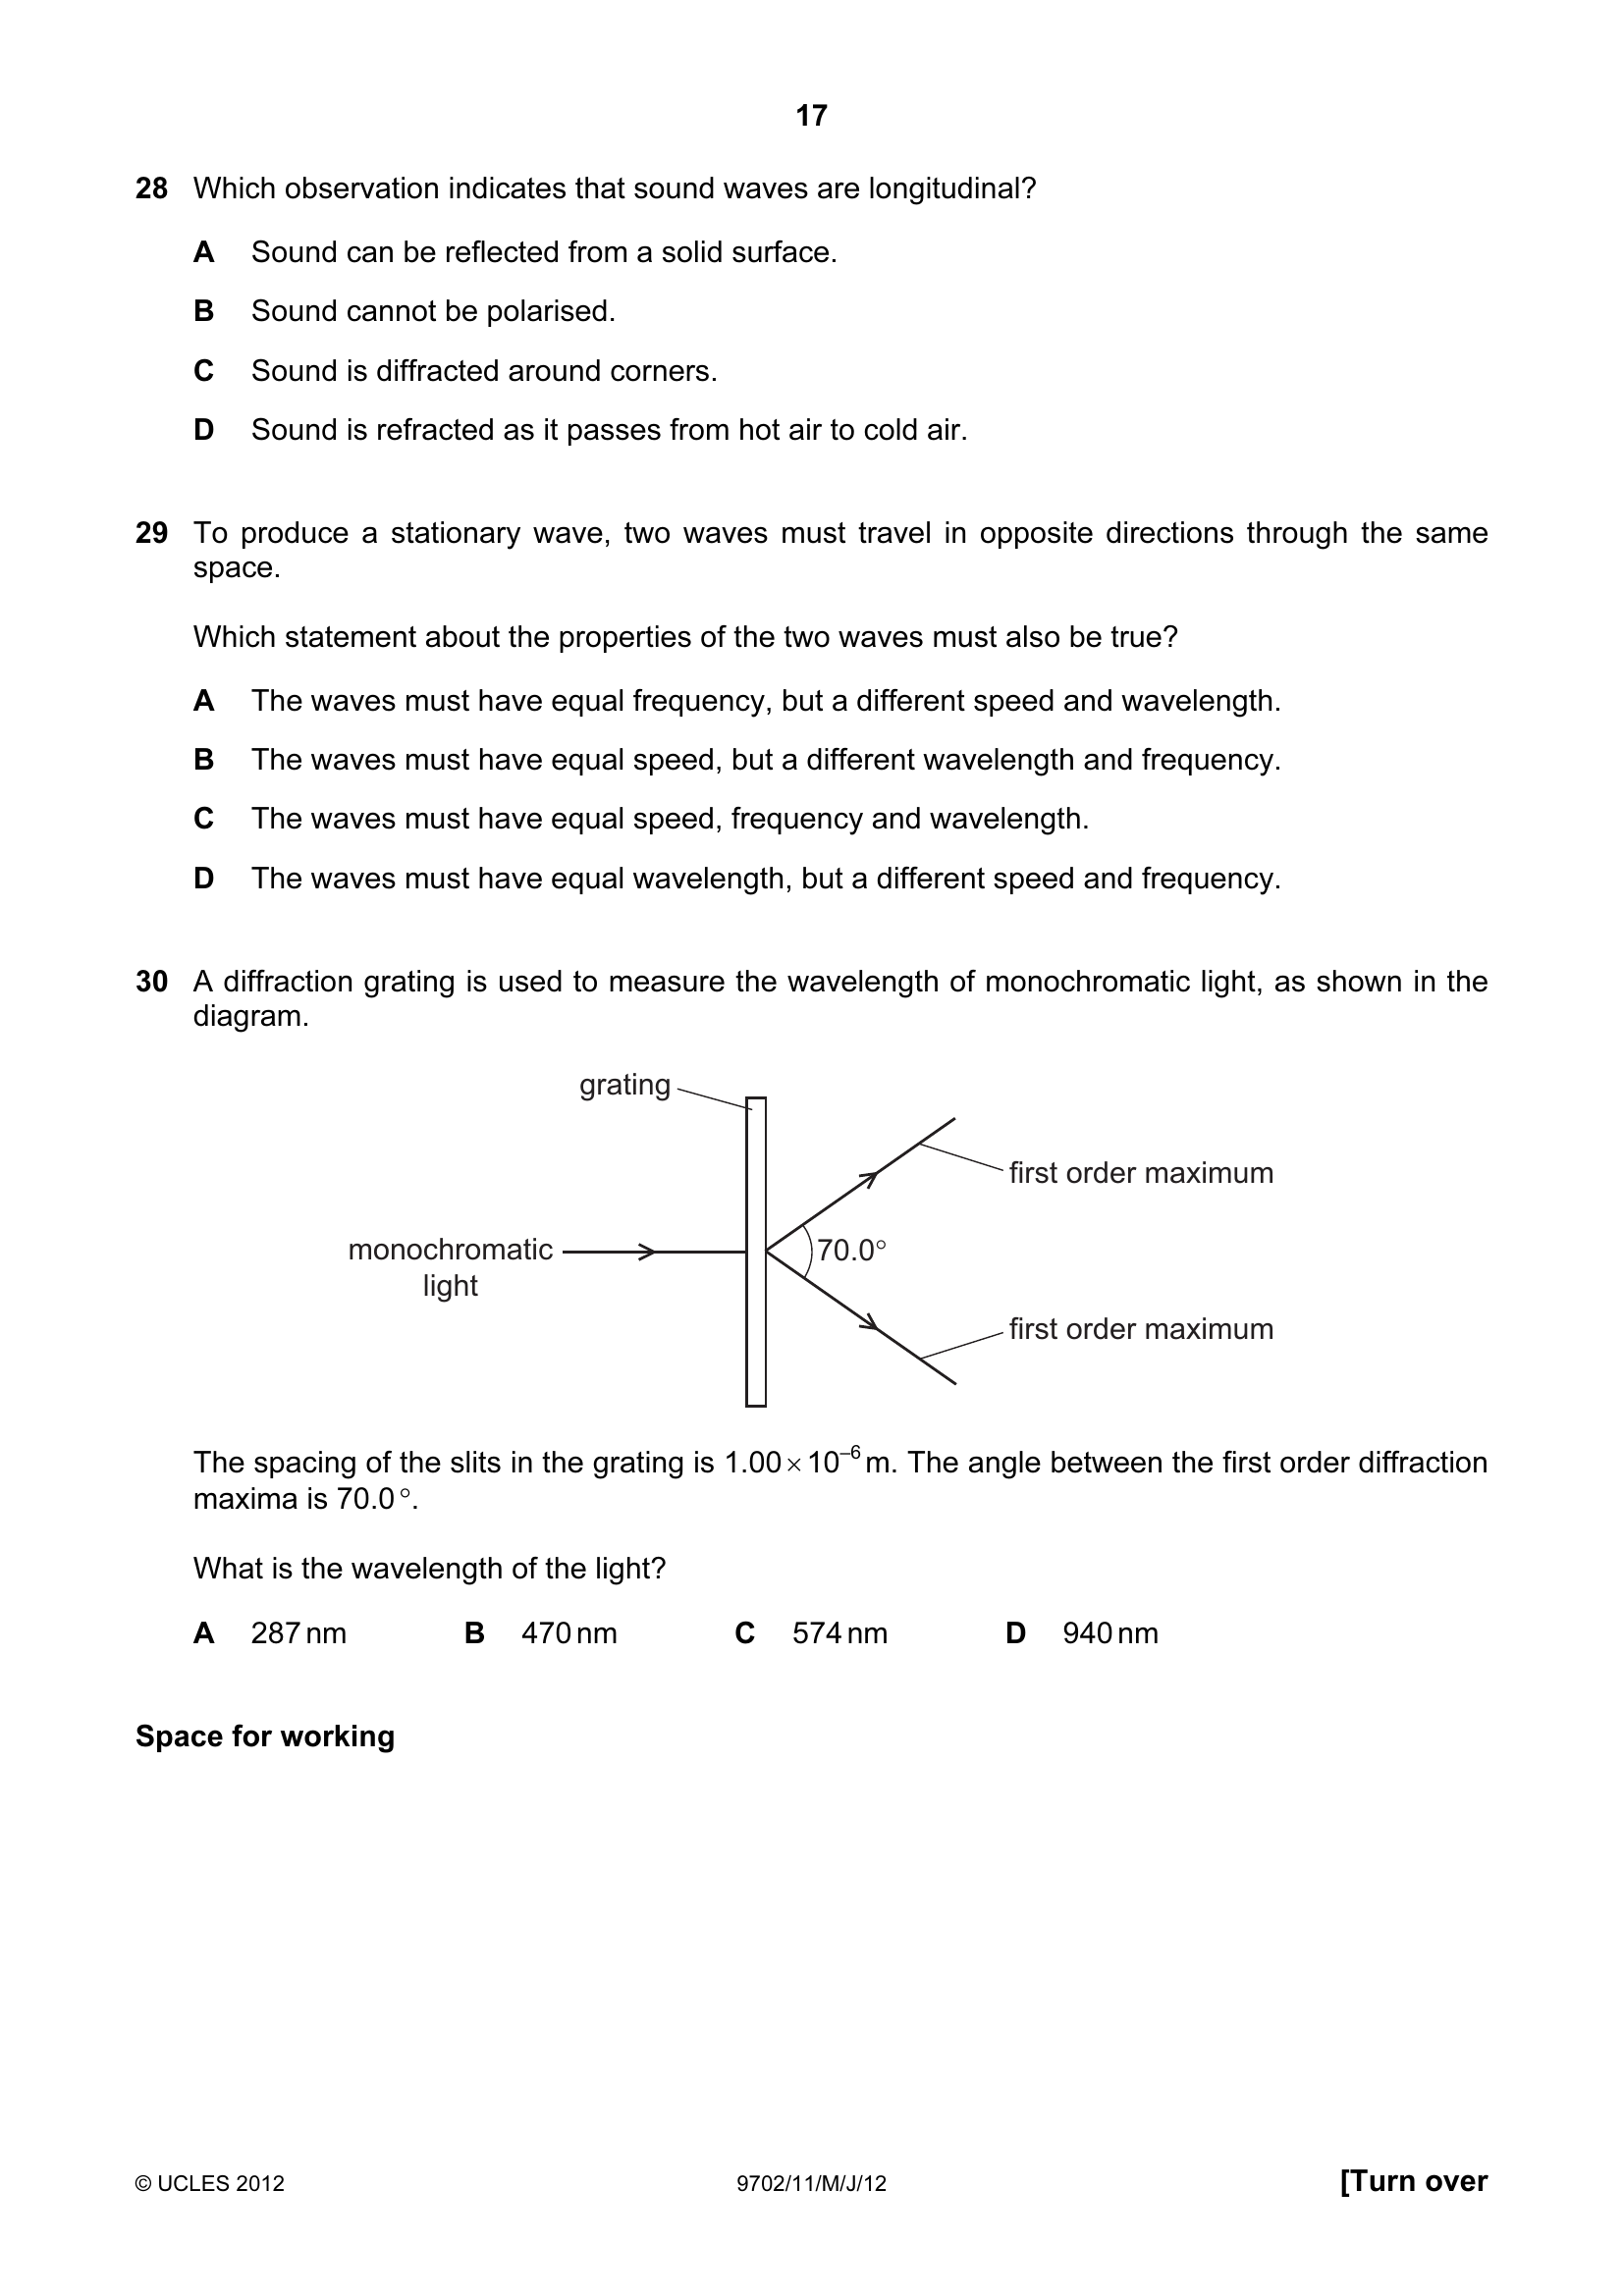 17
28 Which observation indicates that sound waves are longitudinal?
A Sound can be reflected from a solid surface.
B Sound cannot be polarised.
C Sound is diffracted around corners.
D Sound is refracted as it passes from hot air to cold air.
29 To produce a stationary wave, two waves must travel in opposite directions through the same
space.
Which statement about the properties of the two waves must also be true?
A The waves must have equal frequency, but a different speed and wavelength.
B The waves must have equal speed, but a different wavelength and frequency.
C The waves must have equal speed, frequency and wavelength.
D The waves must have equal wavelength, but a different speed and frequency.
30 A diffraction grating is used to measure the wavelength of monochromatic light, as shown in the
diagram.
grating
first order maximum
monochromatic
light
70.0°
first order maximum
The spacing of the slits in the grating is 1.00 × 10⁻⁶ m. The angle between the first order diffraction
maxima is 70.0 °.
What is the wavelength of the light?
A 287 nm B 470 nm C 574 nm D 940 nm
Space for working
© UCLES 2012 9702/11/M/J/12 [Turn over